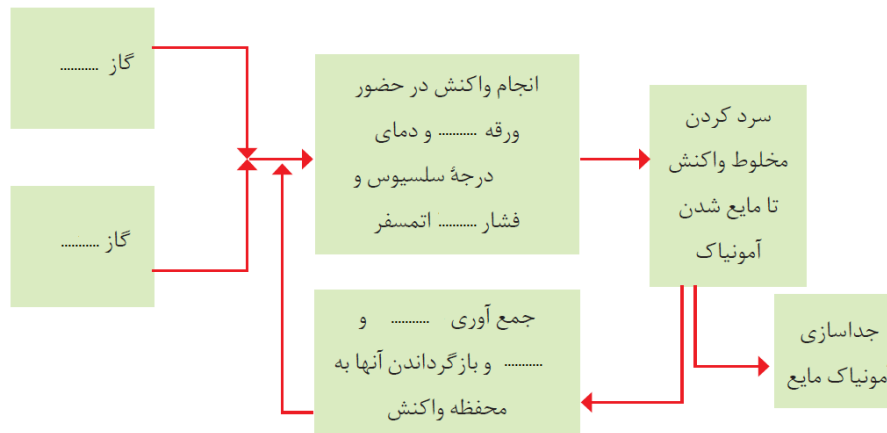 گاز ...........
گاز ...........
انجام واکنش در حضور
ورقه .......... و دمای
درجهٔ سلسیوس و
فشار .......... اتمسفر
سرد کردن
مخلوط واکنش
تا مایع شدن
آمونیاک
جمع آوری .......... و
.......... و بازگرداندن آنها به
محفظه واکنش
جداسازی
مونیاک مایع